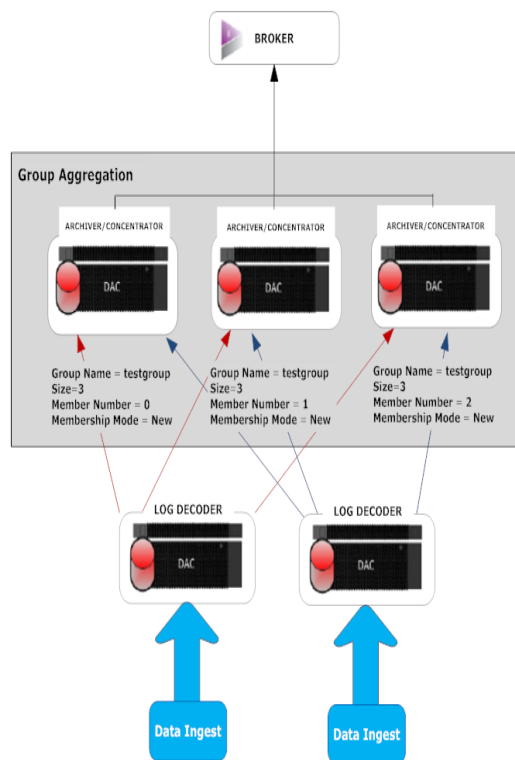 BROKER
Group Aggregation
ARCHIVER/CONCENTRATOR
ARCHIVER/CONCENTRATOR
ARCHIVER/CONCENTRATOR
DAC
DAC
DAC
Group Name = testgroup
Size=3
Member Number = 0
Membership Mode = New
Group Name = testgroup
Size=3
Member Number = 1
Membership Mode = New
Group Name = testgroup
Size=3
Member Number = 2
Membership Mode = New
LOG DECODER
LOG DECODER
DAC
DAC
Data Ingest
Data Ingest